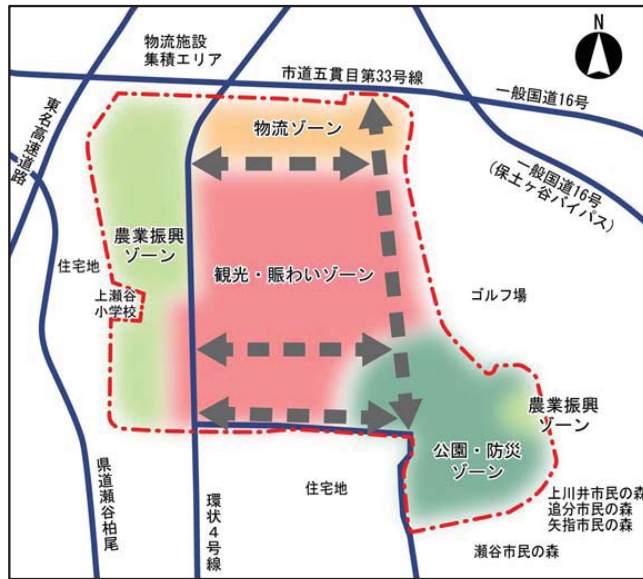 N
物流施設
集積エリア
市道五貫目第33号線
一般国道16号
東名高速道路
物流ゾーン
一般国道16号
(保土ヶ谷バイパス)
農業振興
ゾーン
住宅地
観光・賑わいゾーン
上瀬谷
小学校
ゴルフ場
農業振興
ゾーン
公園・防災
ゾーン
県道瀬谷柏尾
環状4号線
住宅地
上川井市民の森
追分市民の森
矢指市民の森
瀬谷市民の森